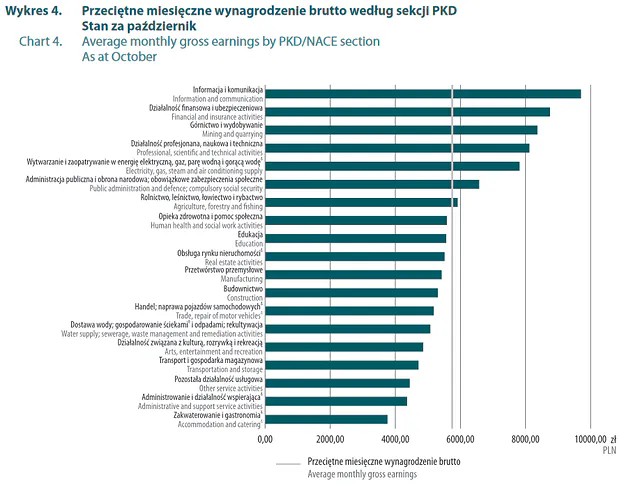 Wykres 4. Przeciętne miesięczne wynagrodzenie brutto według sekcji PKD
Stan za październik
Chart 4. Average monthly gross earnings by PKD/NACE section
As at October
Informacja i komunikacja
Information and communication
Działalność finansowa i ubezpieczeniowa
Financial and insurance activities
Górnictwo i wydobywanie
Mining and quarrying
Działalność profesjonana, naukowa i techniczna
Professional, scientific and technical activities
Wytwarzanie i zaopatrywanie w energię elektryczną, gaz, parę wodną i gorącą wodę
Electricity, gas, steam and air conditioning supply
Administracja publiczna i obrona narodowa; obowiązkowe zabezpieczenia społeczne
Public administration and defence; compulsory social security
Rolnictwo, leśnictwo, łowiectwo i rybactwo
Agriculture, forestry and fishing
Opieka zdrowotna i pomoc społeczna
Human health and social work activities
Edukacja
Education
Obsługa rynku nieruchomości
Real estate activities
Przetwórstwo przemysłowe
Manufacturing
Budownictwo
Construction
Handel; naprawa pojazdów samochodowych
Trade, repair of motor vehicles
Dostawa wody; gospodarowanie ściekami i odpadami; rekultywacja
Water supply; sewerage, waste management and remediation activities
Działalność związana z kulturą, rozrywką i rekreacją
Arts, entertainment and recreation
Transport i gospodarka magazynowa
Transportation and storage
Pozostała działalność usługowa
Other service activities
Administrowanie i działalność wspierająca
Administrative and support service activities
Zakwaterowanie i gastronomia
Accommodation and catering
0,00 2000,00 4000,00 6000,00 8000,00 10000,00 zł
PLN
Przeciętne miesięczne wynagrodzenie brutto
Average monthly gross earnings